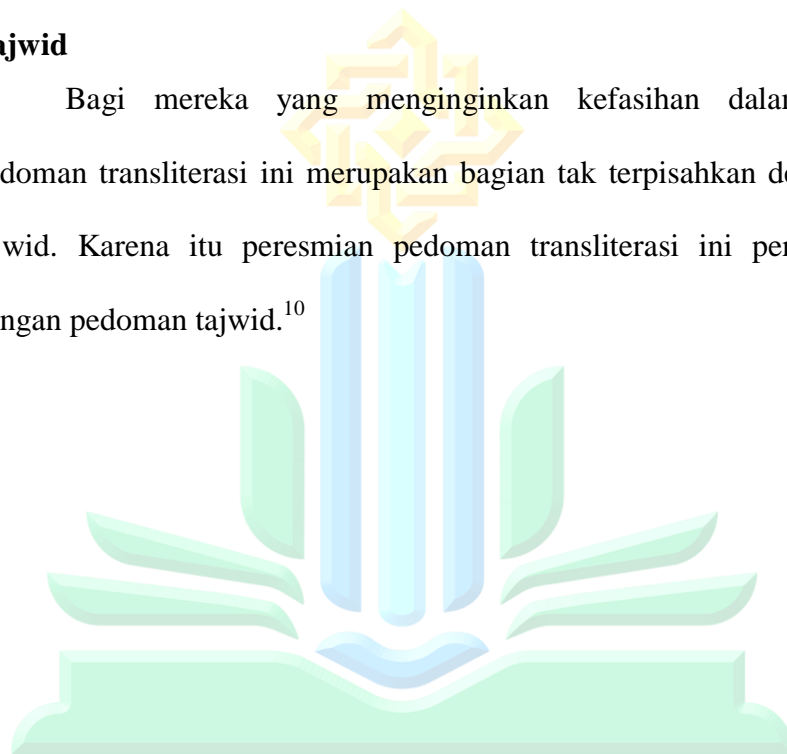 ajwid
Bagi mereka yang menginginkan kefasihan dalam
doman transliterasi ini merupakan bagian tak terpisahkan de
wid. Karena itu peresmian pedoman transliterasi ini per
ngan pedoman tajwid.10